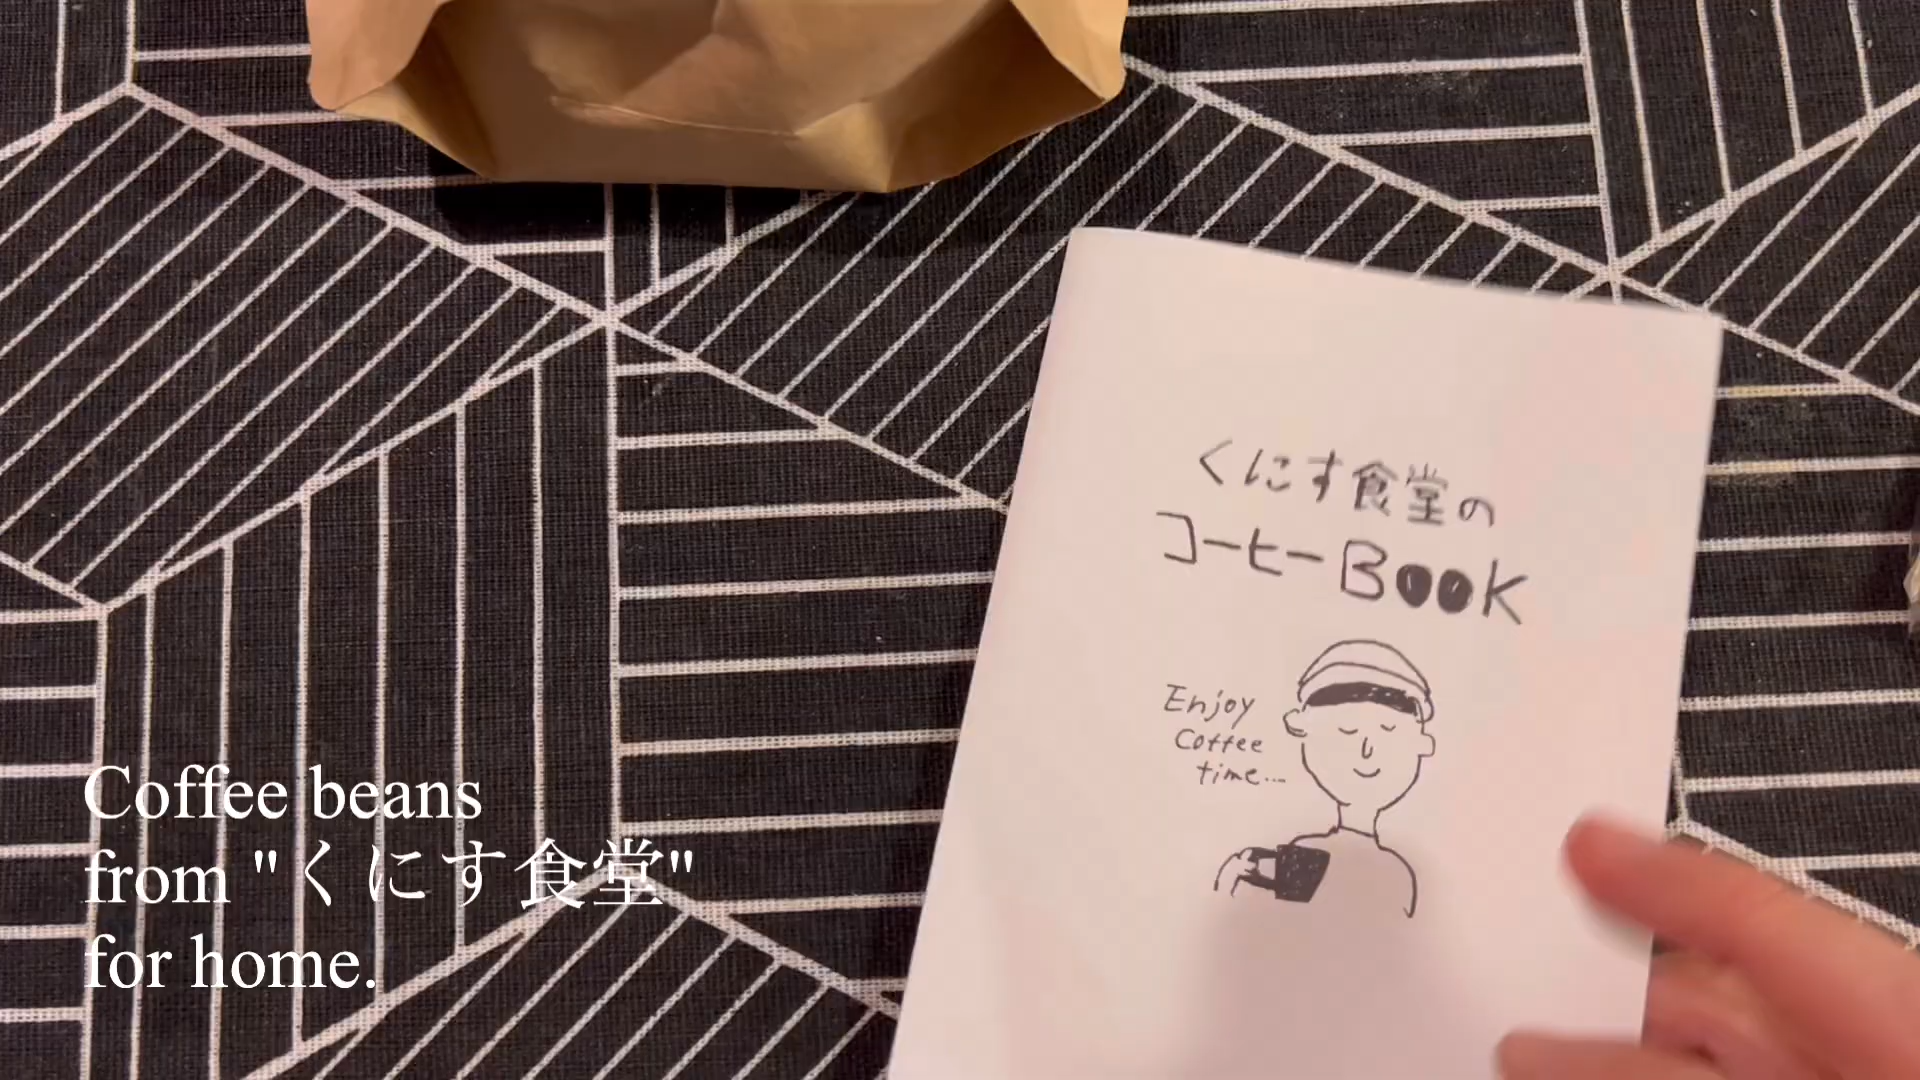 くにす食堂の
コーヒーBOOK
Enjoy
Coffee
time...
Coffee beans
from "くにす食堂"
for home.